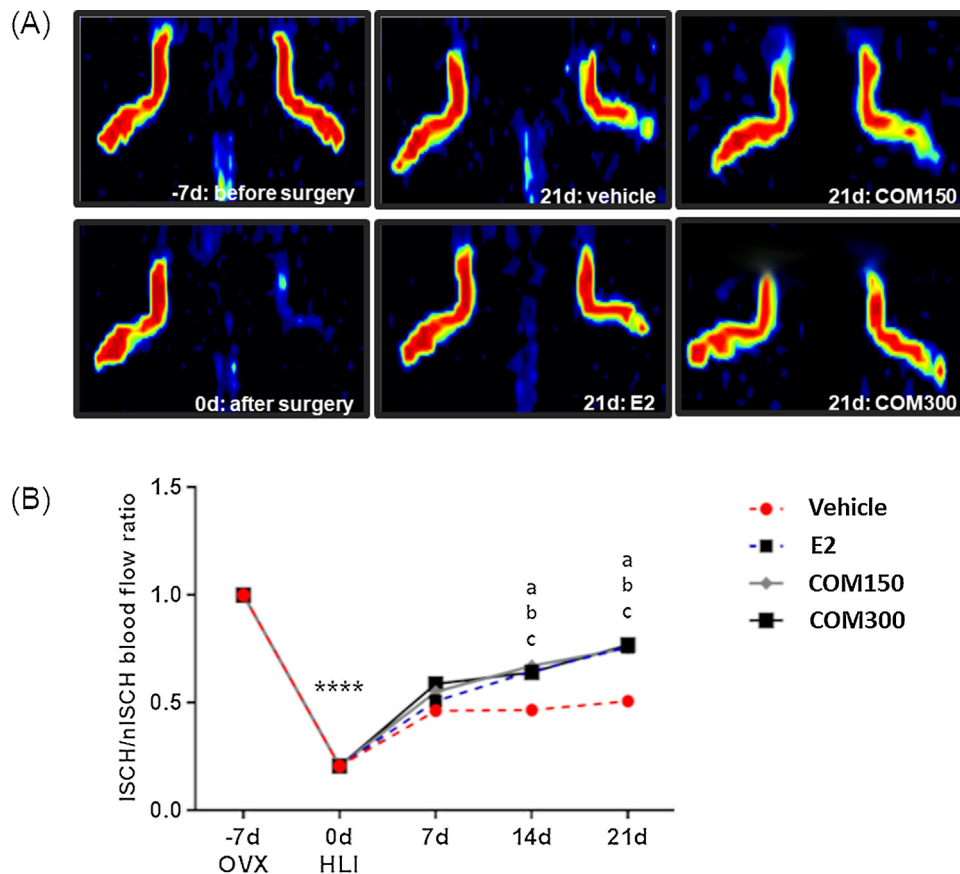 (A)
-7d: before surgery
21d: vehicle
21d: COM150
0d: after surgery
21d: E2
21d: COM300
(B)
ISCH/nISCH blood flow ratio
1.5
1.0
0.5
0.0
****
a
b
c
a
b
c
-7d
OVX
0d
HLI
7d
14d
21d
Vehicle
E2
COM150
COM300